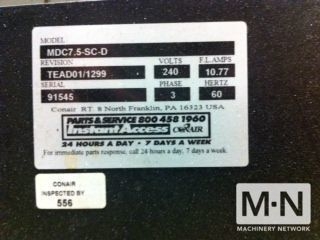 MODEL
MDC7.5-SC-D
REVISION VOLTS F.L.AMPS
TEAD01/1299 240 10.77
SERIAL PHASE HERTZ
91545 3 60
Conair RT. 8 North Franklin, PA 16323 USA
PARTS & SERVICE 800 458 1960
Instant Access CONAIR
24 HOURS A DAY • 7 DAYS A WEEK
For immediate parts response, call 24-hours a day, 7 days a week.
CONAIR
INSPECTED BY
556
M·N
MACHINERY NETWORK